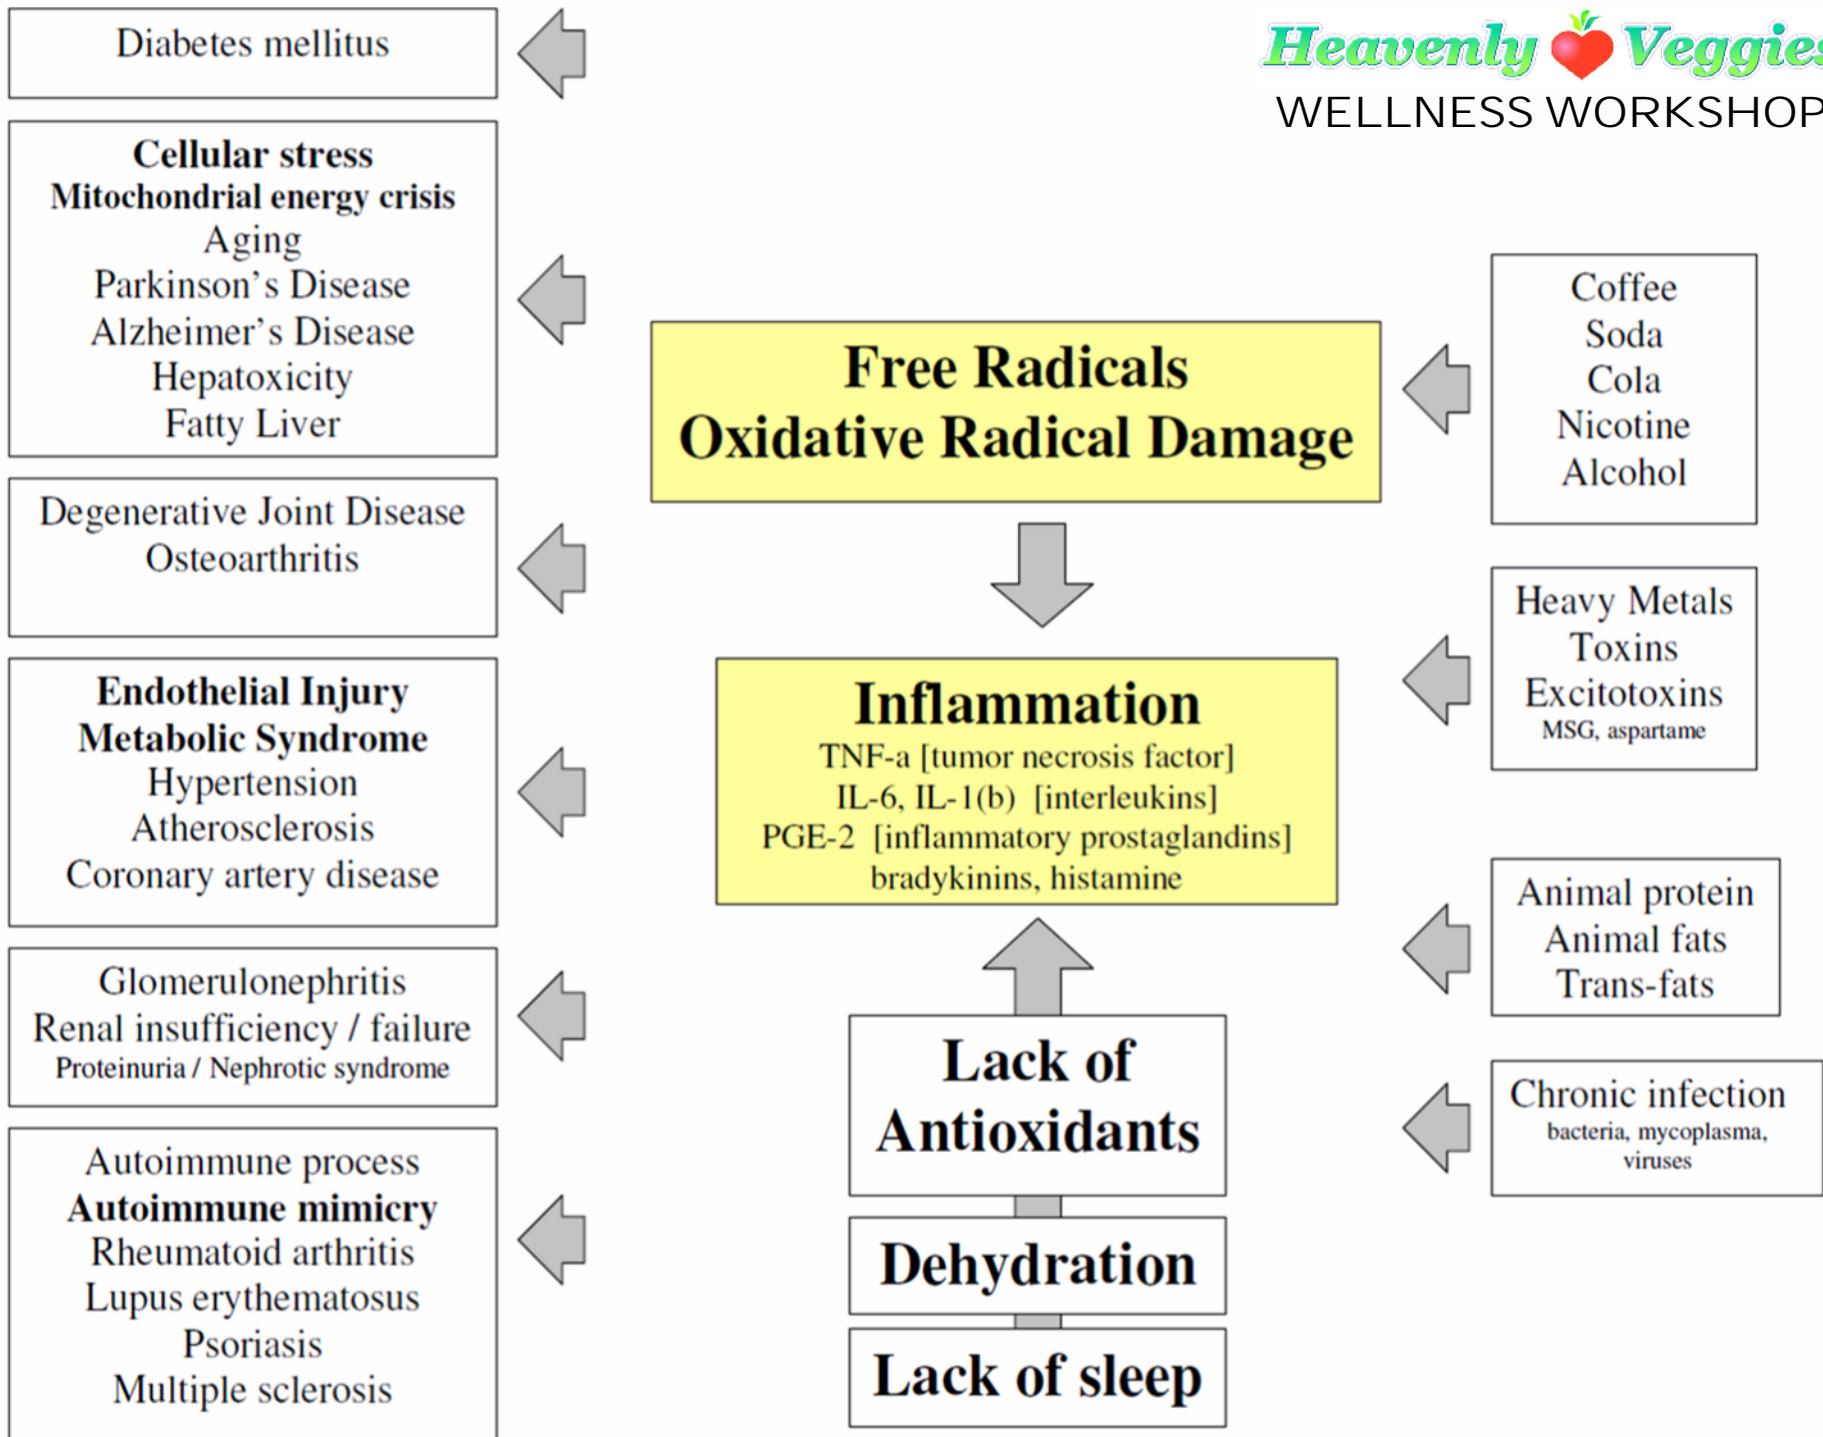 Heavenly Veggies
WELLNESS WORKSHOP
Diabetes mellitus
Cellular stress
Mitochondrial energy crisis
Aging
Parkinson’s Disease
Alzheimer’s Disease
Hepatoxicity
Fatty Liver
Degenerative Joint Disease
Osteoarthritis
Endothelial Injury
Metabolic Syndrome
Hypertension
Atherosclerosis
Coronary artery disease
Glomerulonephritis
Renal insufficiency / failure
Proteinuria / Nephrotic syndrome
Autoimmune process
Autoimmune mimicry
Rheumatoid arthritis
Lupus erythematosus
Psoriasis
Multiple sclerosis
Free Radicals
Oxidative Radical Damage
Inflammation
TNF-a [tumor necrosis factor]
IL-6, IL-1(b) [interleukins]
PGE-2 [inflammatory prostaglandins]
bradykinins, histamine
Lack of
Antioxidants
Dehydration
Lack of sleep
Coffee
Soda
Cola
Nicotine
Alcohol
Heavy Metals
Toxins
Excitotoxins
MSG, aspartame
Animal protein
Animal fats
Trans-fats
Chronic infection
bacteria, mycoplasma,
viruses